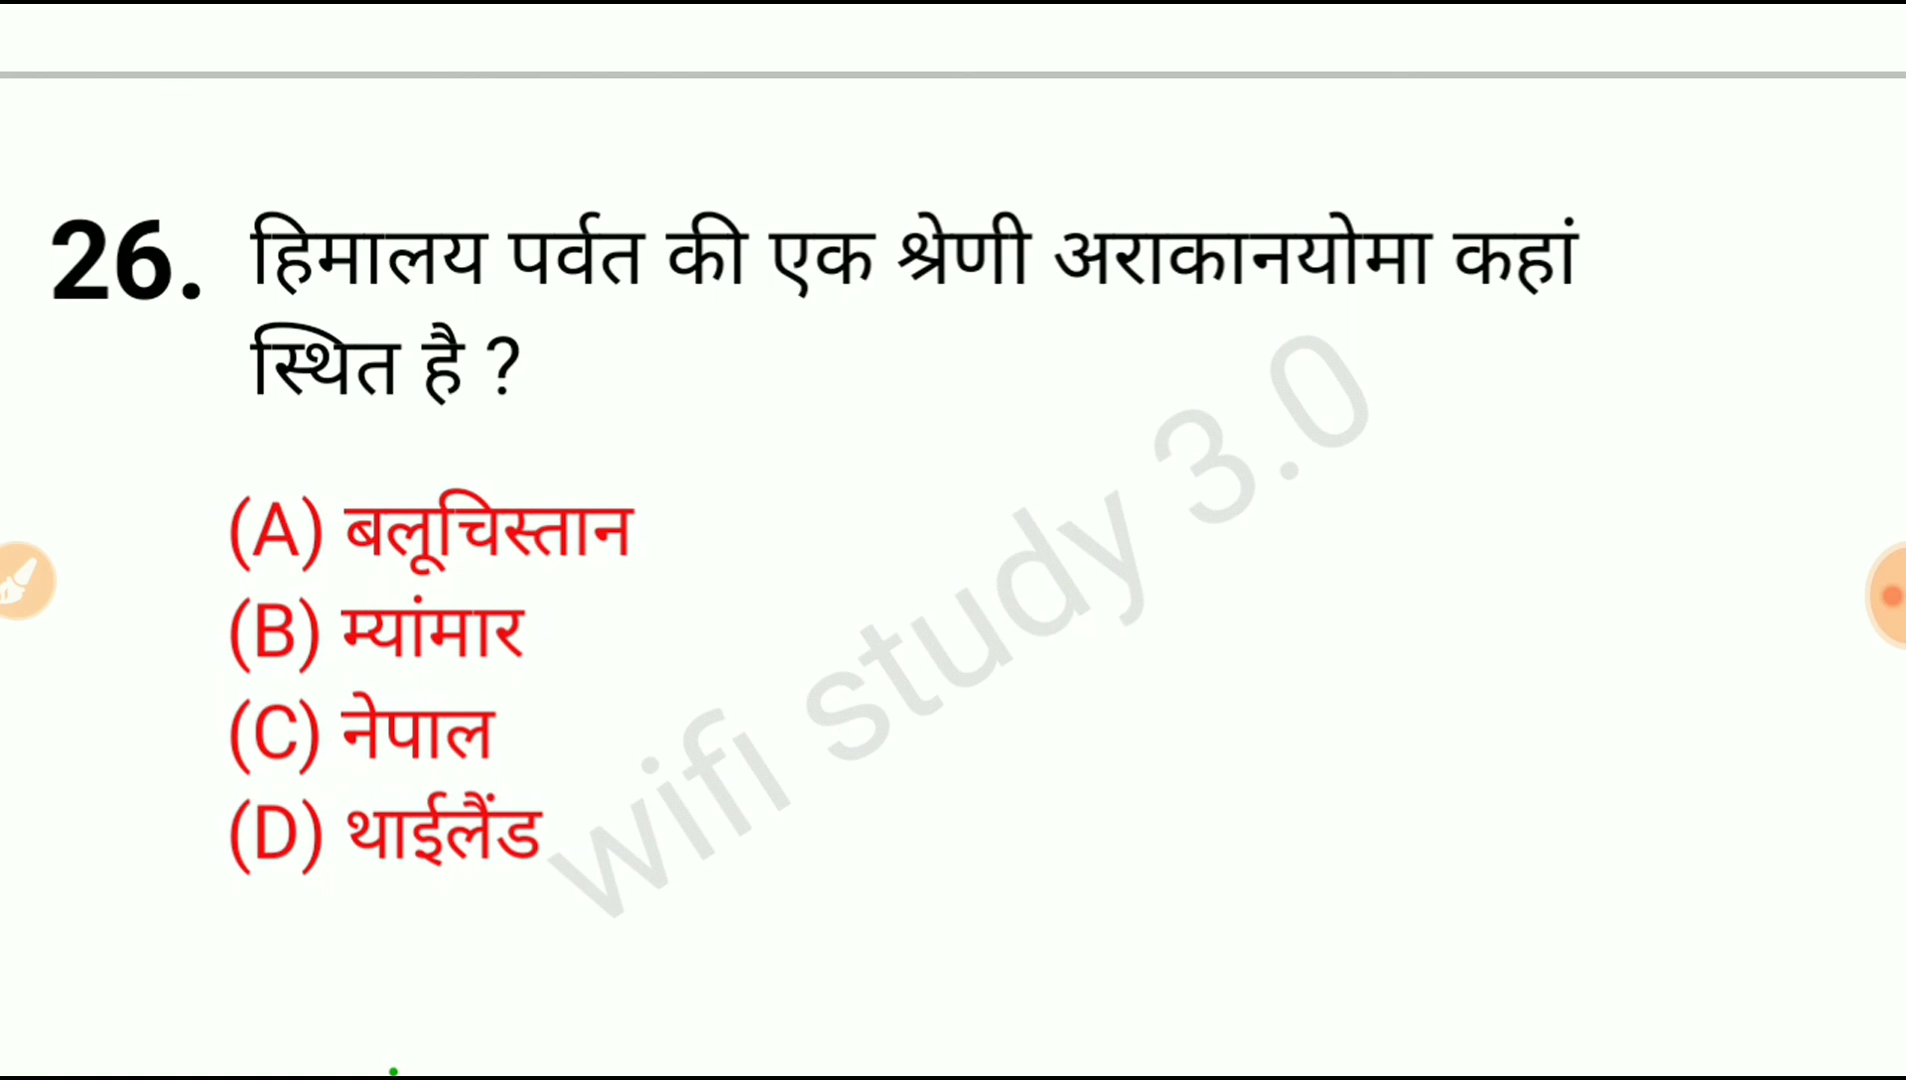 26. हिमालय पर्वत की एक श्रेणी अराकानयोमा कहां
स्थित है ?
(A) बलूचिस्तान
(B) म्यांमार
(C) नेपाल
(D) थाईलैंड
wifi study 3.0